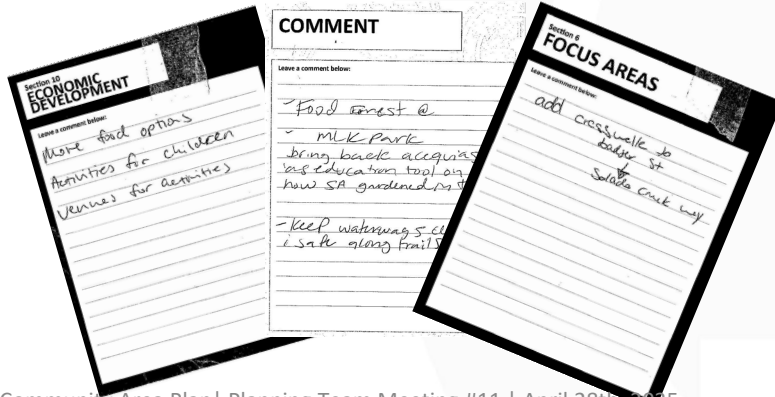 Section 10
ECONOMIC
DEVELOPMENT
Leave a comment below:
More food options
Activities for children
Venues for activities
COMMENT
Leave a comment below:
- Food forest @
- MLK Park
bring back acequias
as education tool on
how SA gardened in t
- Keep waterways cl
i safe along trails
Section 6
FOCUS AREAS
Leave a comment below:
add crosswalk to
badger St
Salado creek way
Community Area Plan | Planning Team Meeting #11 | April 28th, 2025